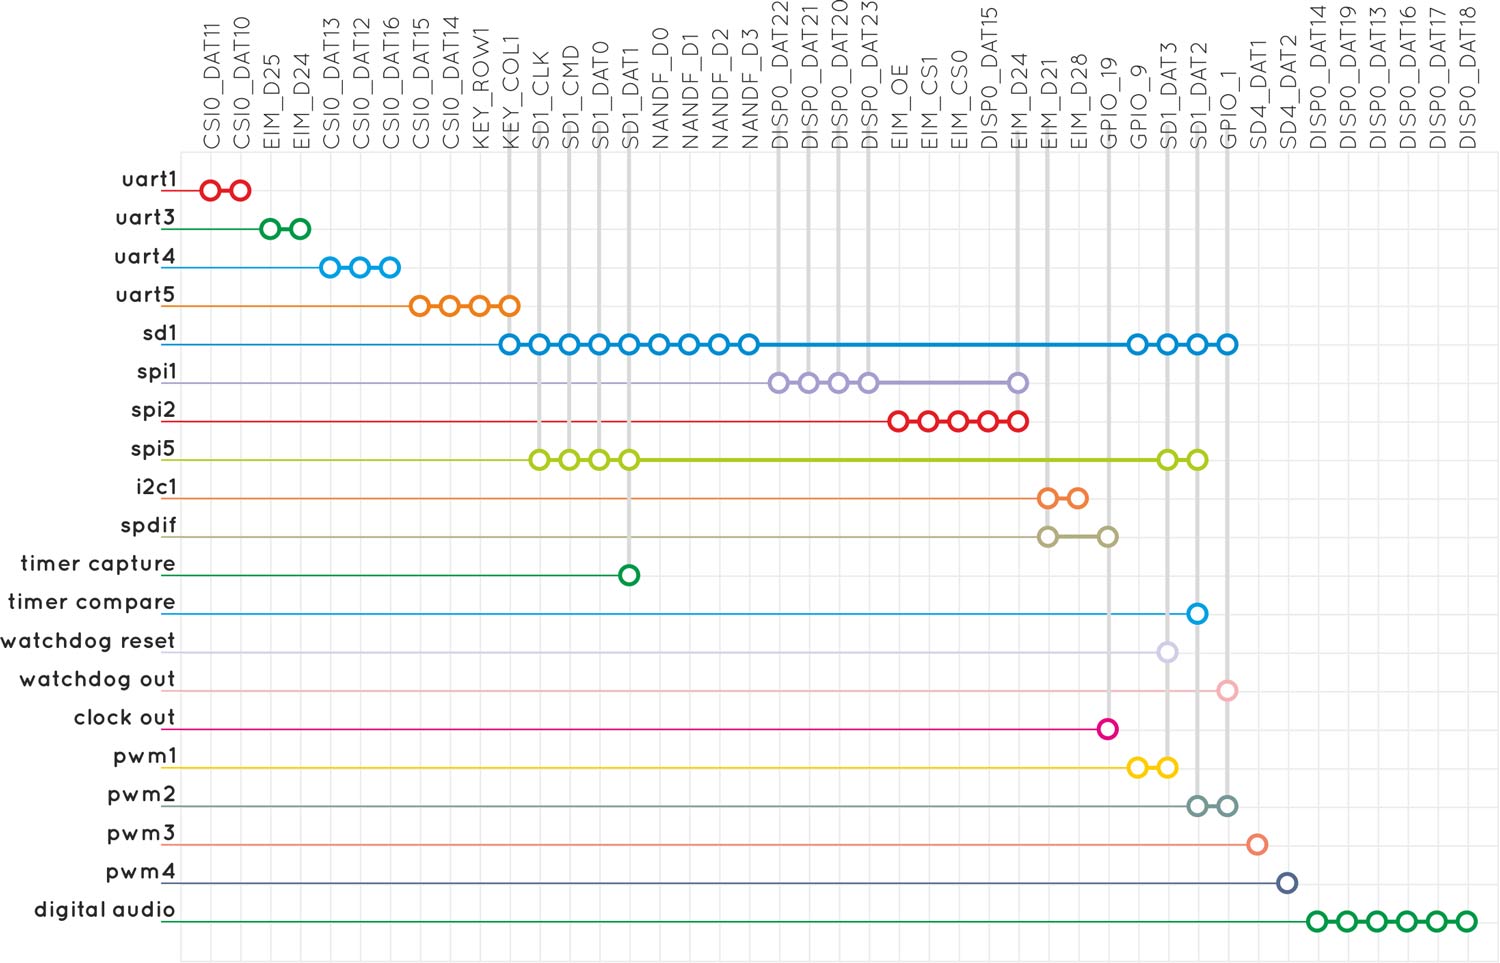 CSI0_DAT11
CSI0_DAT10
EIM_D25
EIM_D24
CSI0_DAT13
CSI0_DAT12
CSI0_DAT16
CSI0_DAT15
CSI0_DAT14
KEY_ROW1
KEY_COL1
SD1_CLK
SD1_CMD
SD1_DAT0
SD1_DAT1
NANDF_D0
NANDF_D1
NANDF_D2
NANDF_D3
DISP0_DAT22
DISP0_DAT21
DISP0_DAT20
DISP0_DAT23
EIM_OE
EIM_CS1
EIM_CS0
DISP0_DAT15
EIM_D24
EIM_D21
EIM_D28
GPIO_19
GPIO_9
SD1_DAT3
SD1_DAT2
GPIO_1
SD4_DAT1
SD4_DAT2
DISP0_DAT14
DISP0_DAT19
DISP0_DAT13
DISP0_DAT16
DISP0_DAT17
DISP0_DAT18
uart1
uart3
uart4
uart5
sd1
spi1
spi2
spi5
i2c1
spdif
timer capture
timer compare
watchdog reset
watchdog out
clock out
pwm1
pwm2
pwm3
pwm4
digital audio